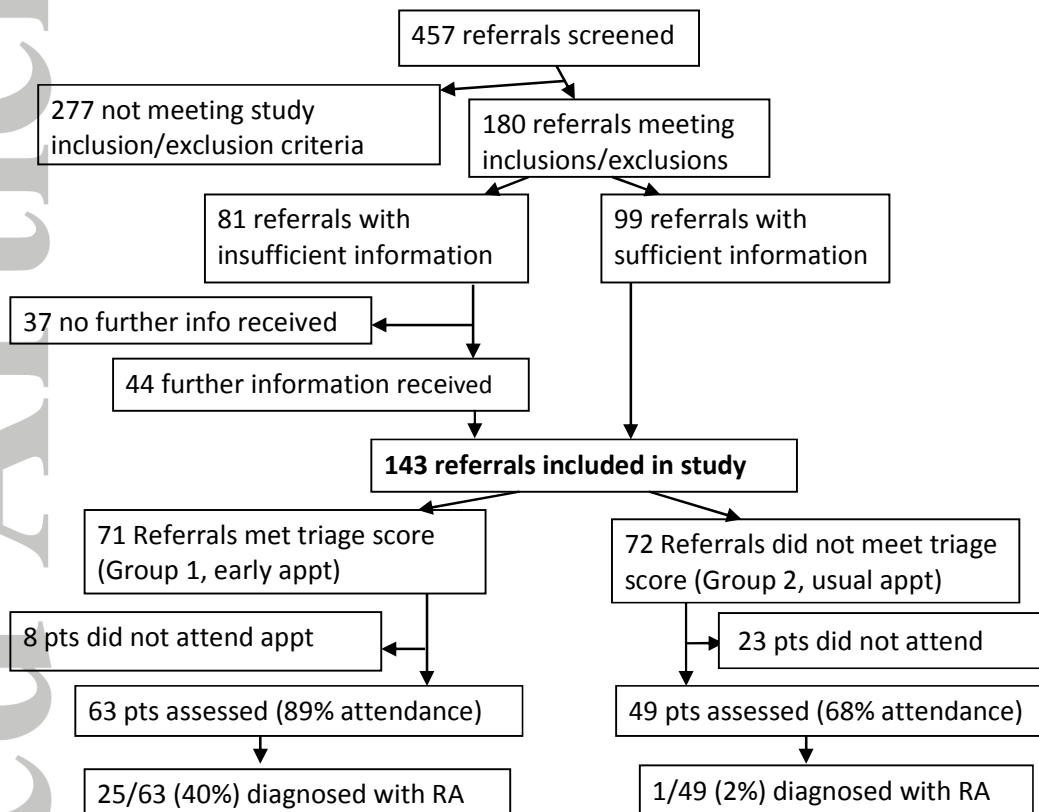 457 referrals screened
277 not meeting study
inclusion/exclusion criteria
180 referrals meeting
inclusions/exclusions
81 referrals with
insufficient information
99 referrals with
sufficient information
37 no further info received
44 further information received
143 referrals included in study
71 Referrals met triage score
(Group 1, early appt)
72 Referrals did not meet triage
score (Group 2, usual appt)
8 pts did not attend appt
23 pts did not attend
63 pts assessed (89% attendance)
49 pts assessed (68% attendance)
25/63 (40%) diagnosed with RA
1/49 (2%) diagnosed with RA